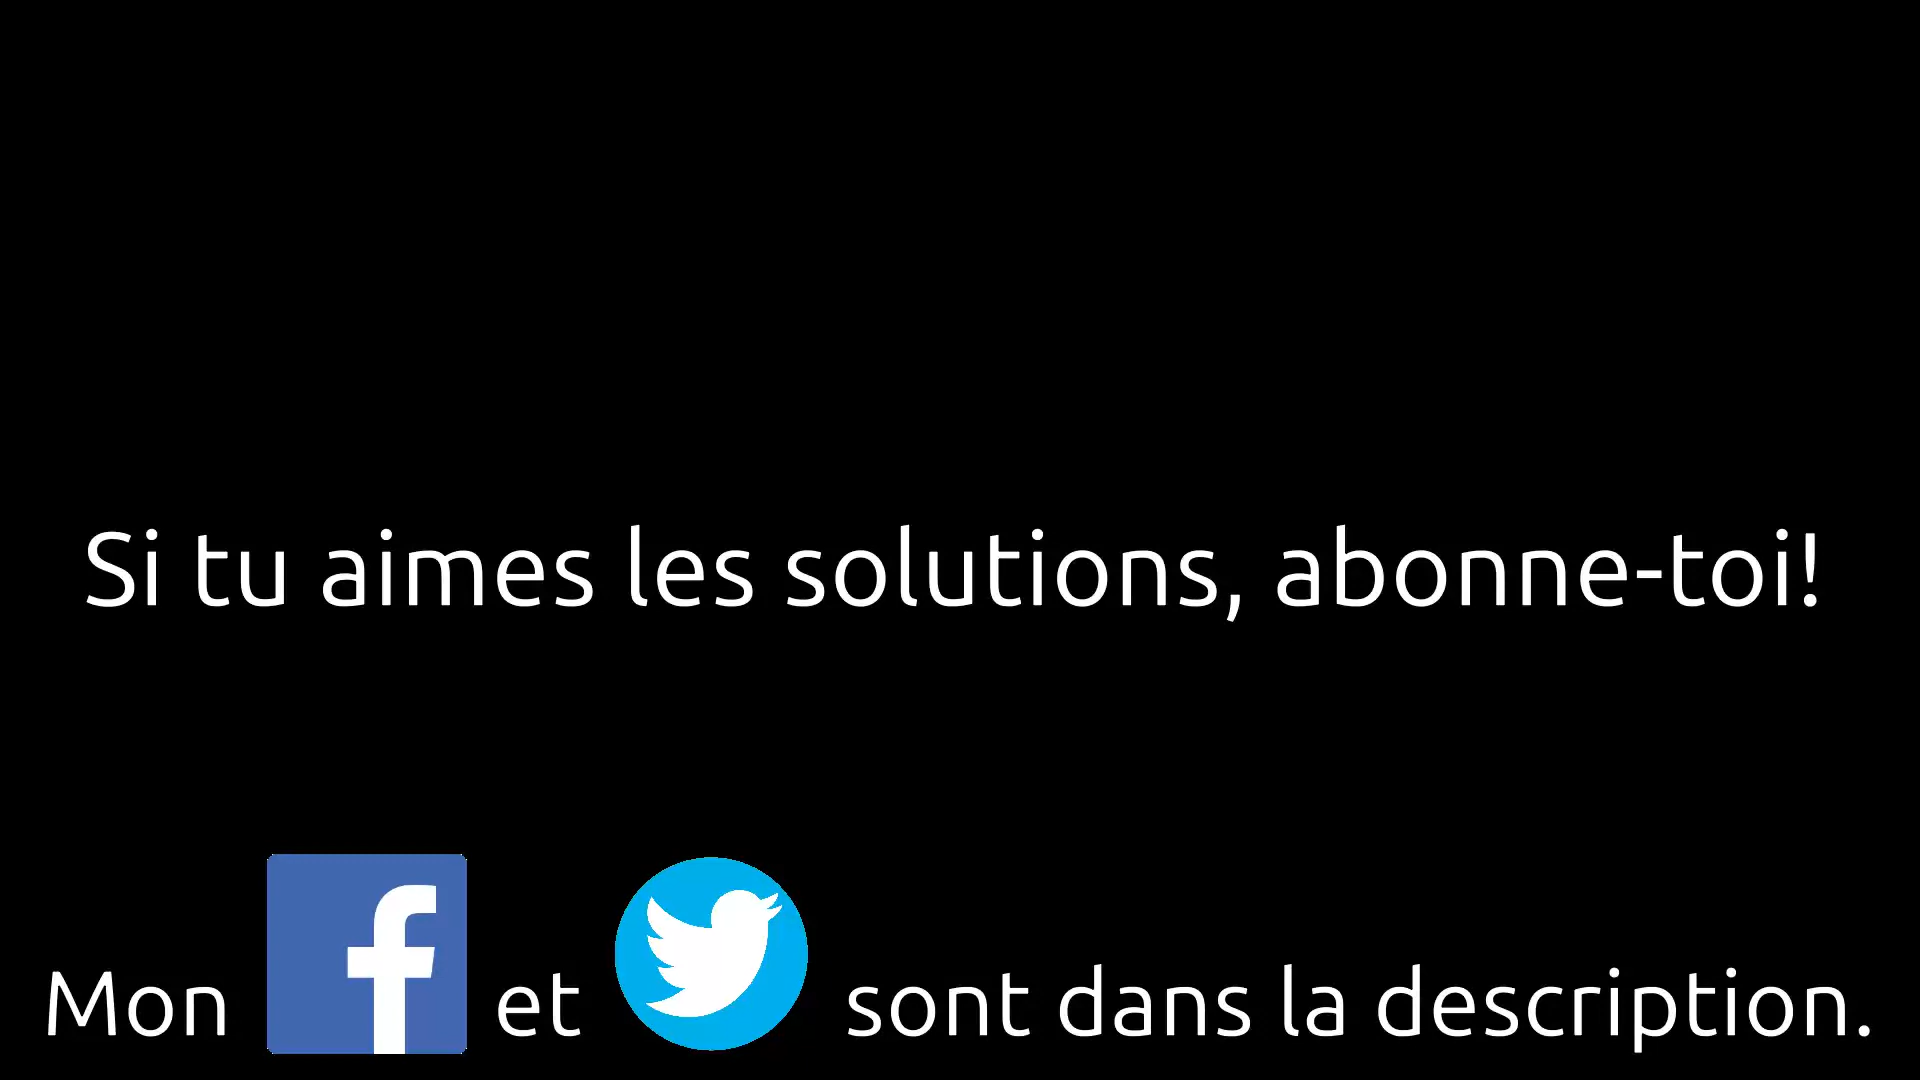 Si tu aimes les solutions, abonne-toi!
Mon f et sont dans la description.